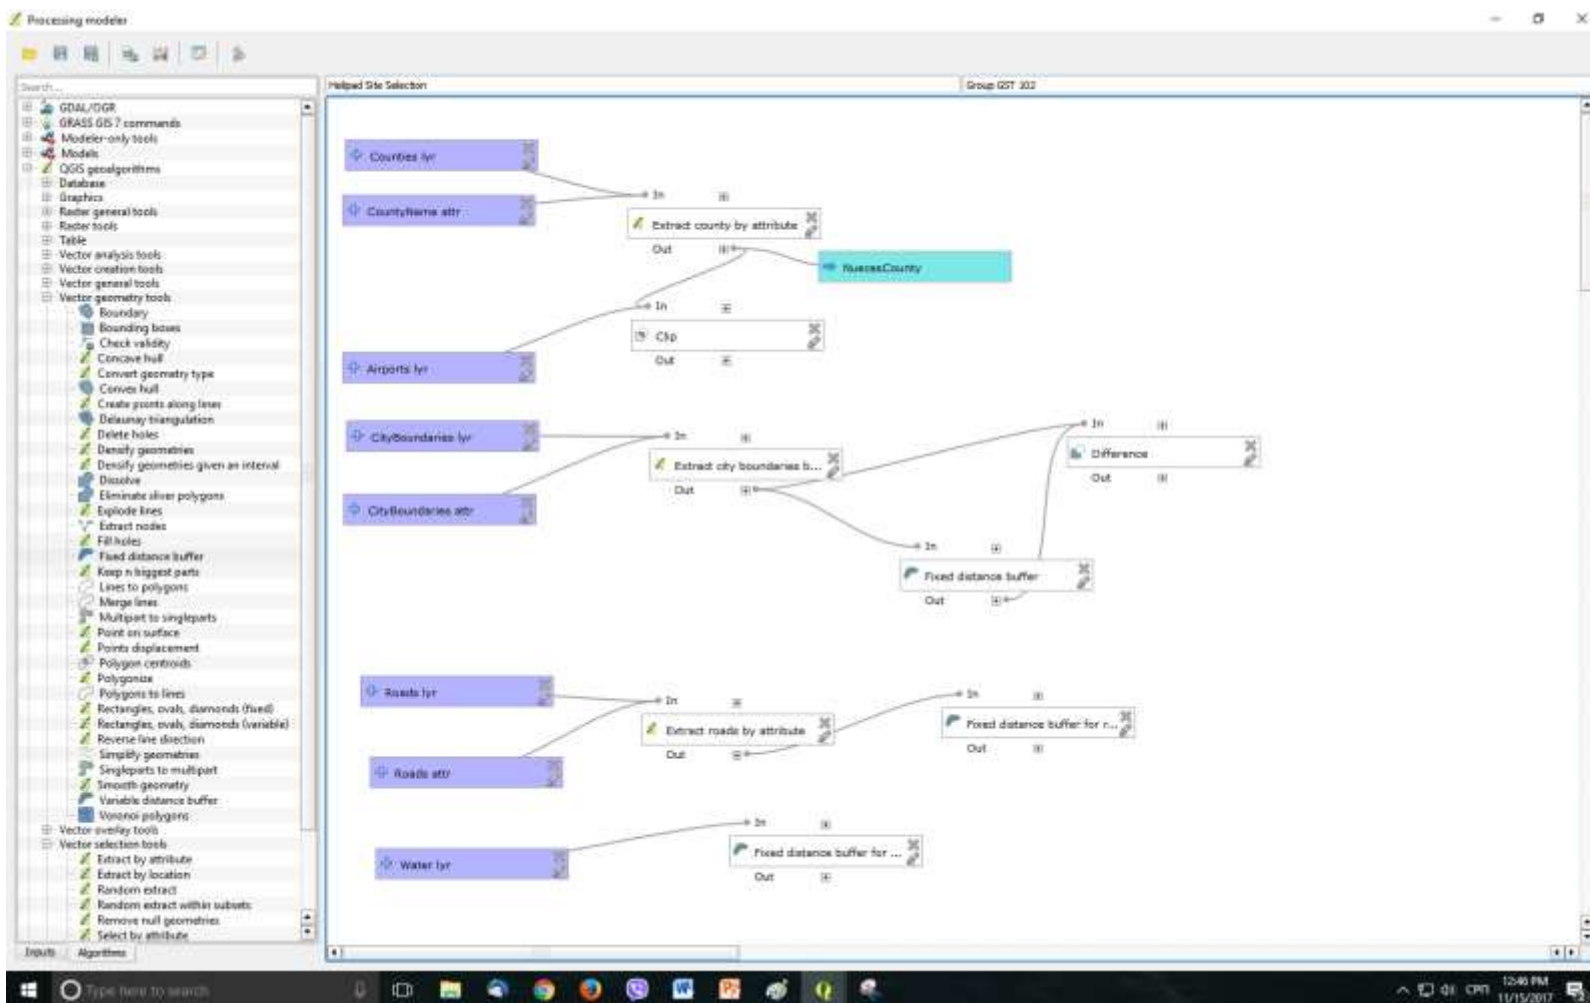 Processing modeler
Search...
Helipad Site Selection
Group GST 102
GDAL/OGR
GRASS GIS 7 commands
Modeler-only tools
Models
QGIS geoalgorithms
Database
Graphics
Raster general tools
Raster tools
Table
Vector analysis tools
Vector creation tools
Vector general tools
Vector geometry tools
Boundary
Bounding boxes
Check validity
Concave hull
Convert geometry type
Convex hull
Create points along lines
Delaunay triangulation
Delete holes
Densify geometries
Densify geometries given an interval
Dissolve
Eliminate sliver polygons
Explode lines
Extract nodes
Fill holes
Fixed distance buffer
Keep n biggest parts
Lines to polygons
Merge lines
Multipart to singleparts
Point on surface
Points displacement
Polygon centroids
Polygonize
Polygons to lines
Rectangles, ovals, diamonds (fixed)
Rectangles, ovals, diamonds (variable)
Reverse line direction
Simplify geometries
Singleparts to multipart
Smooth geometry
Variable distance buffer
Voronoi polygons
Vector overlay tools
Vector selection tools
Extract by attribute
Extract by location
Random extract
Random extract within subsets
Remove null geometries
Select by attribute
Inputs
Algorithms
Counties lyr
CountyName attr
In
Extract county by attribute
Out
NuecesCounty
In
Clip
Out
Airports lyr
CityBoundaries lyr
In
Extract city boundaries b...
Out
CityBoundaries attr
In
Difference
Out
In
Fixed distance buffer
Out
Roads lyr
In
Extract roads by attribute
Out
Roads attr
In
Fixed distance buffer for r...
Out
Water lyr
In
Fixed distance buffer for ...
Out
Type here to search
СРП
12:46 PM
11/15/2017